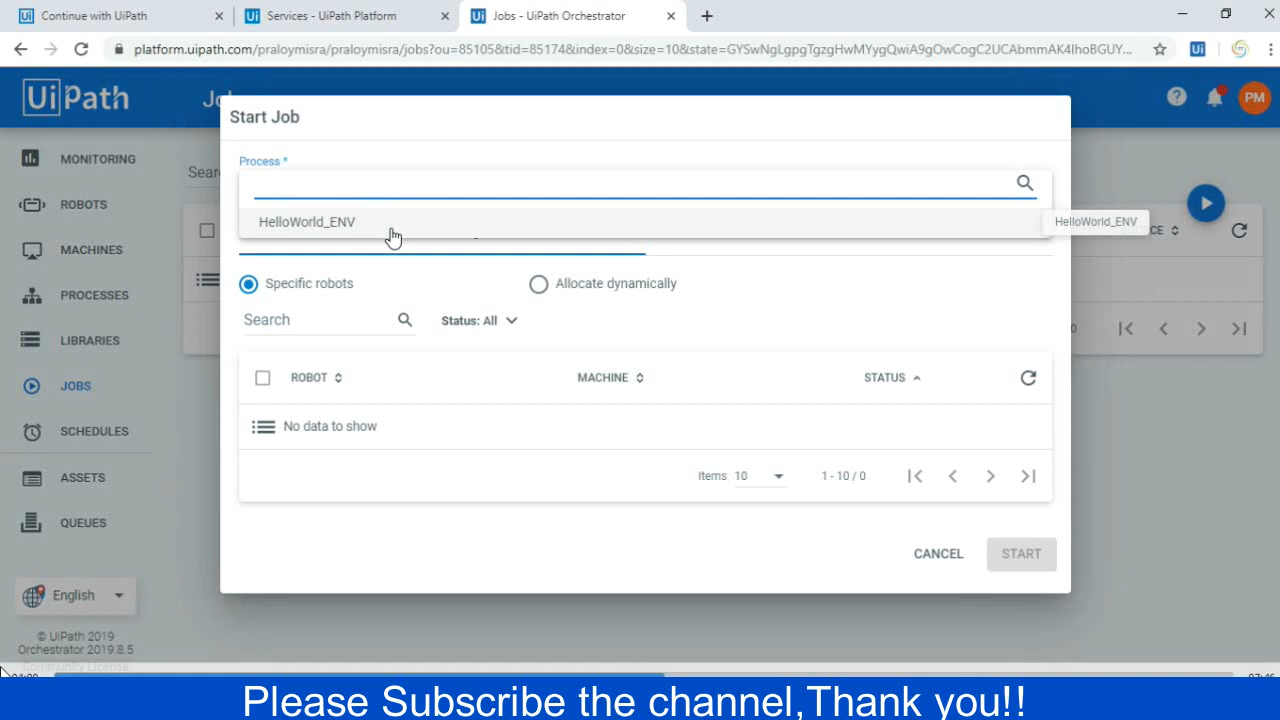 Continue with UiPath
Services - UiPath Platform
Jobs - UiPath Orchestrator
platform.uipath.com/praloymisra/praloymisra/jobs?ou=85105&tid=85174&index=0&size=10&state=GYSwNgLgpgTgzgHwMYygQwiA9gOwCogC2UCAbmmAK4IhoBGUY...
UiPath
PM
Start Job
Process *
HelloWorld_ENV
HelloWorld_ENV
Specific robots
Allocate dynamically
Search
Status: All
ROBOT
MACHINE
STATUS
No data to show
Items 10
1 - 10 / 0
CANCEL
START
MONITORING
ROBOTS
MACHINES
PROCESSES
LIBRARIES
JOBS
SCHEDULES
ASSETS
QUEUES
English
© UiPath 2019
Orchestrator 2019.8.5
Community License
Please Subscribe the channel,Thank you!!